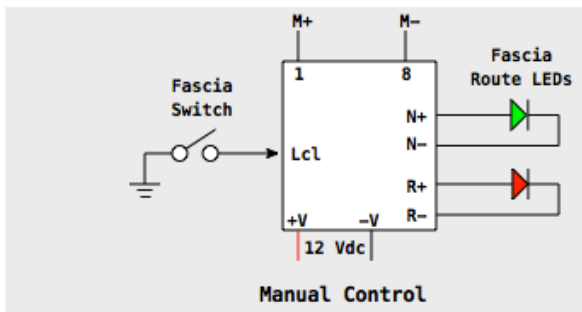 M+ M-
Fascia
Route LEDs
1 8
Fascia
Switch
N+
N-
Lcl
R+
R-
+V -V
12 Vdc
Manual Control